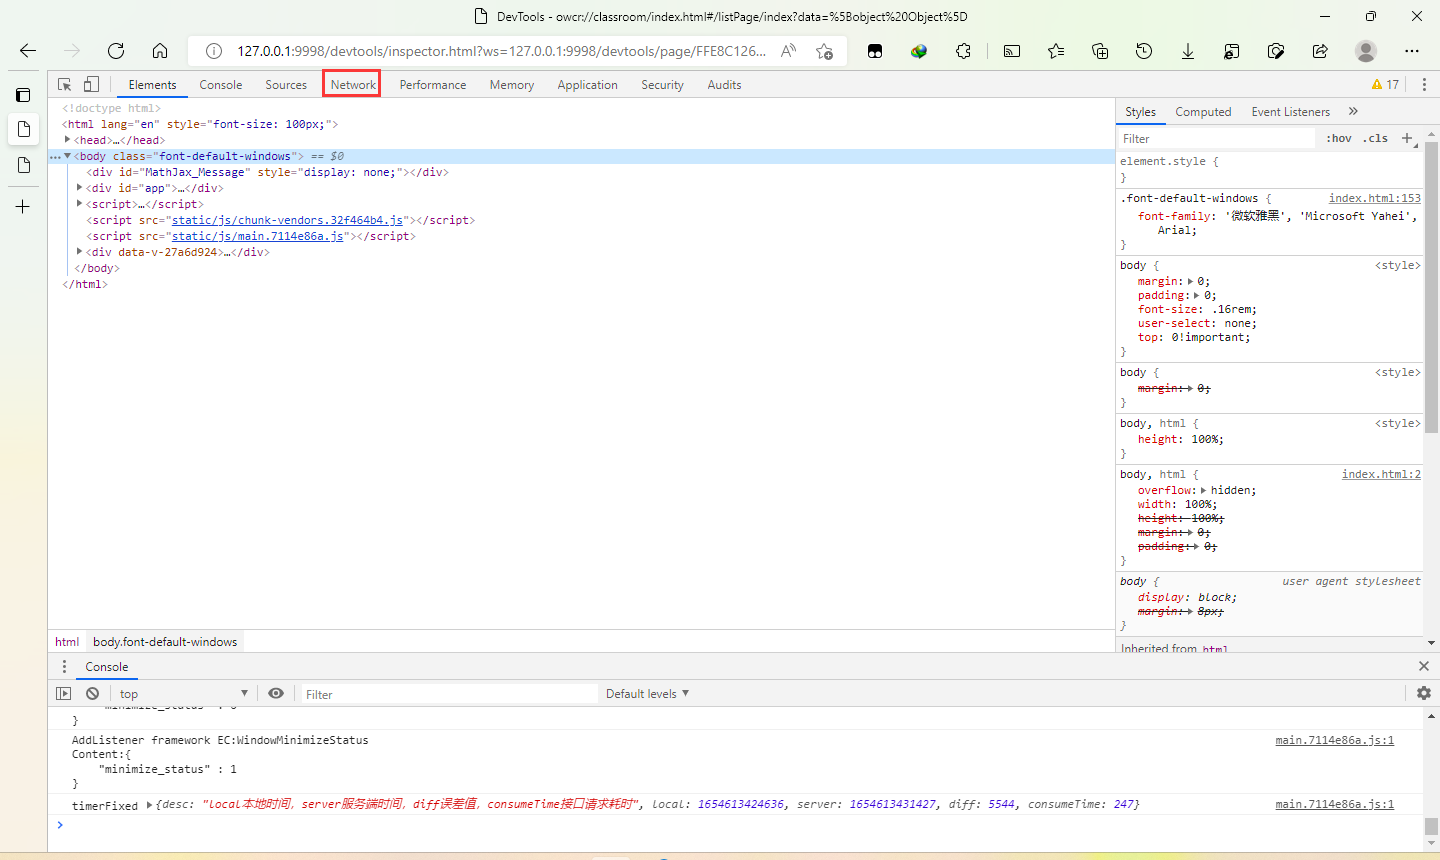 DevTools - owcr://classroom/index.html#/listPage/index?data=%5Bobject%20Object%5D
127.0.0.1:9998/devtools/inspector.html?ws=127.0.0.1:9998/devtools/page/FFE8C126...
Elements Console Sources Network Performance Memory Application Security Audits 17
<!doctype html>
<html lang="en" style="font-size: 100px;">
<head>…</head>
<body class="font-default-windows"> == $0
<div id="MathJax_Message" style="display: none;"></div>
<div id="app">…</div>
<script>…</script>
<script src="static/js/chunk-vendors.32f464b4.js"></script>
<script src="static/js/main.7114e86a.js"></script>
<div data-v-27a6d924>…</div>
</body>
</html>
html body.font-default-windows
Styles Computed Event Listeners »
Filter :hov .cls +
element.style {
}
.font-default-windows { index.html:153
font-family: '微软雅黑', 'Microsoft Yahei',
Arial;
}
body { <style>
margin: 0;
padding: 0;
font-size: .16rem;
user-select: none;
top: 0!important;
}
body { <style>
margin: 0;
}
body, html { <style>
height: 100%;
}
body, html { index.html:2
overflow: hidden;
width: 100%;
height: 100%;
margin: 0;
padding: 0;
}
body { user agent stylesheet
display: block;
margin: 8px;
}
Inherited from html
Console
top Filter Default levels
"minimize_status" : 0
}
AddListener framework EC:WindowMinimizeStatus main.7114e86a.js:1
Content:{
"minimize_status" : 1
}
timerFixed {desc: "local本地时间, server服务端时间, diff误差值, consumeTime接口请求耗时", local: 1654613424636, server: 1654613431427, diff: 5544, consumeTime: 247} main.7114e86a.js:1
>